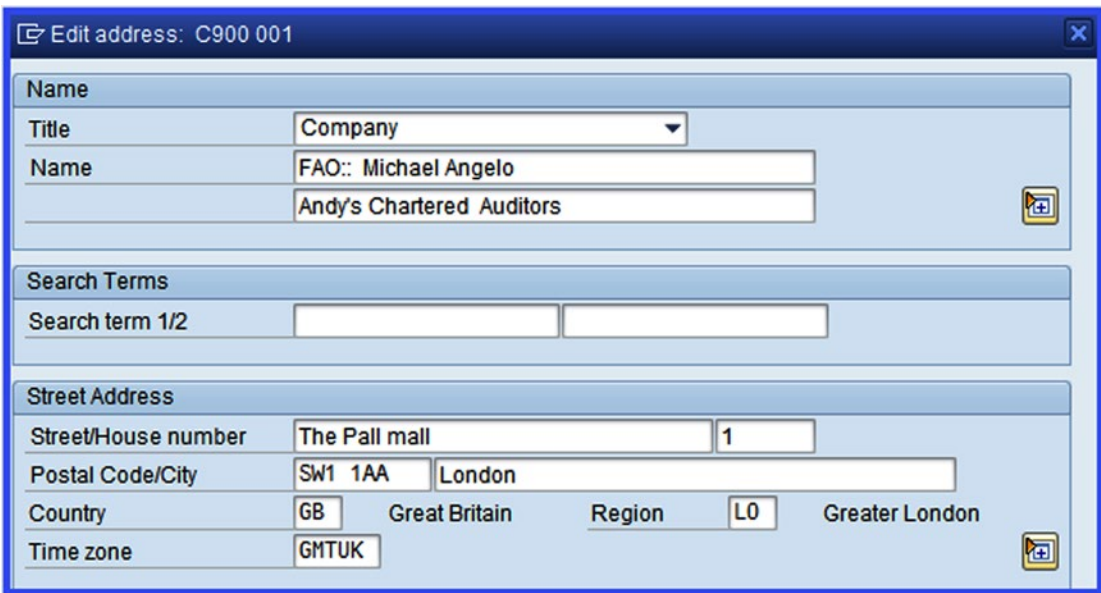 Edit address: C900 001
Name
Title Company
Name FAO:: Michael Angelo
Andy's Chartered Auditors
Search Terms
Search term 1/2
Street Address
Street/House number The Pall mall 1
Postal Code/City SW1 1AA London
Country GB Great Britain Region LO Greater London
Time zone GMTUK